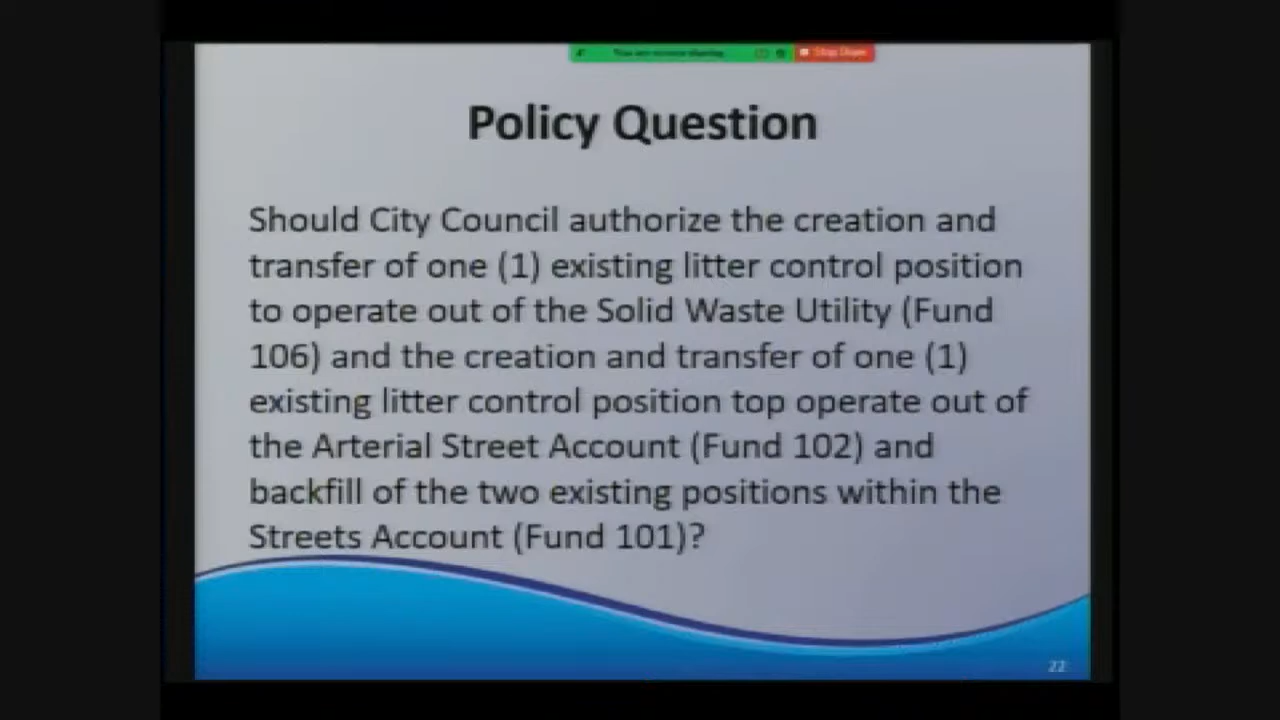 Stop Share
Policy Question
Should City Council authorize the creation and
transfer of one (1) existing litter control position
to operate out of the Solid Waste Utility (Fund
106) and the creation and transfer of one (1)
existing litter control position top operate out of
the Arterial Street Account (Fund 102) and
backfill of the two existing positions within the
Streets Account (Fund 101)?
22